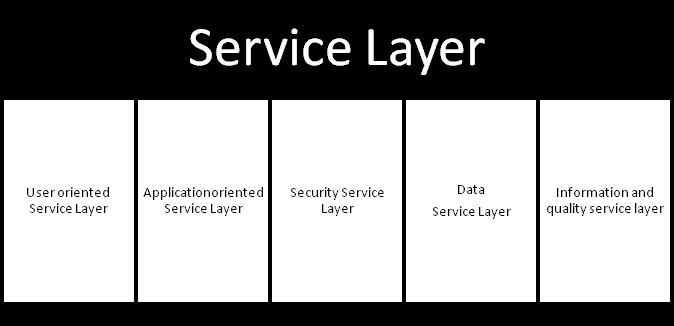 Service Layer
User oriented
Service Layer
Applicationoriented
Service Layer
Security Service
Layer
Data
Service Layer
Information and
quality service layer